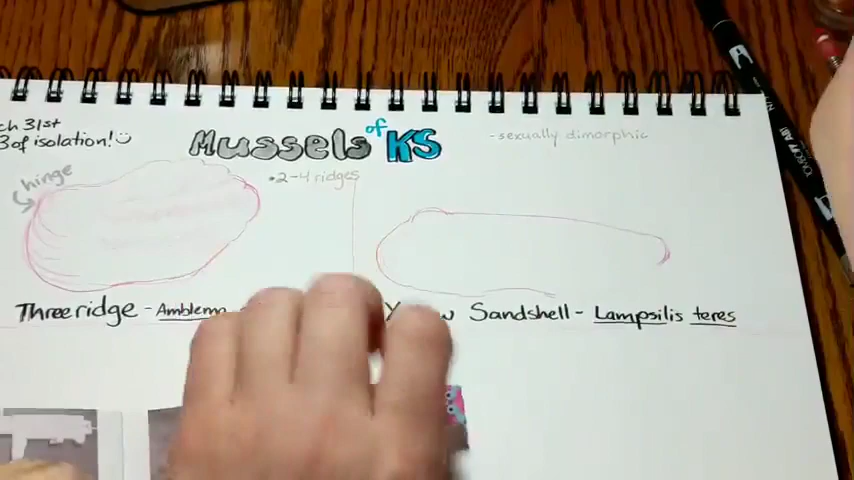 ch 31st
3 of isolation!
Mussels of KS
-sexually dimorphic
hinge
•2-4 ridges
Threeridge - Amblema
Sandshell - Lampsilis teres